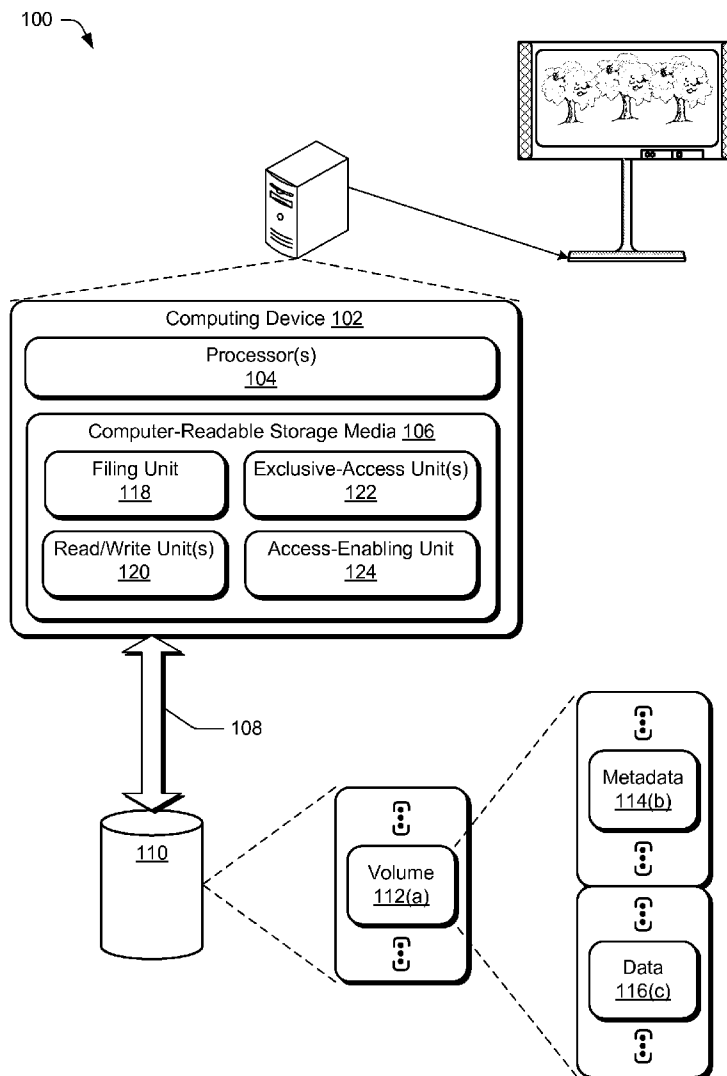 100
Computing Device 102
Processor(s)
104
Computer-Readable Storage Media 106
Filing Unit
118
Exclusive-Access Unit(s)
122
Read/Write Unit(s)
120
Access-Enabling Unit
124
108
110
Volume
112(a)
Metadata
114(b)
Data
116(c)